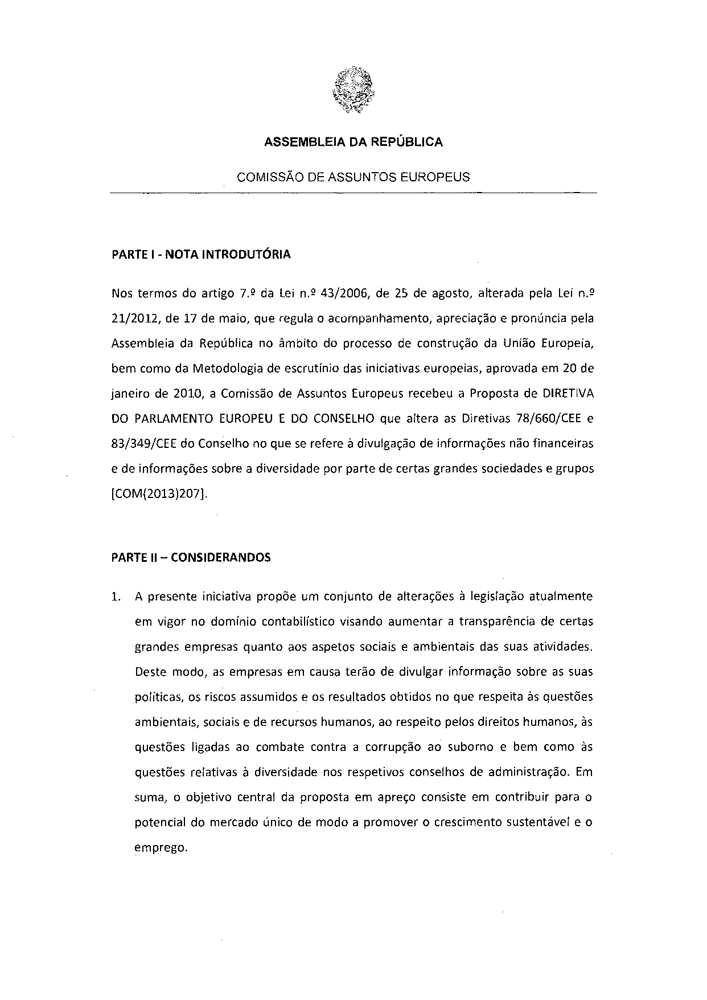 ASSEMBLEIA DA REPÚBLICA
COMISSÃO DE ASSUNTOS EUROPEUS
PARTE I - NOTA INTRODUTÓRIA
Nos termos do artigo 7.º da Lei n.º 43/2006, de 25 de agosto, alterada pela Lei n.º
21/2012, de 17 de maio, que regula o acompanhamento, apreciação e pronúncia pela
Assembleia da República no âmbito do processo de construção da União Europeia,
bem como da Metodologia de escrutínio das iniciativas europeias, aprovada em 20 de
janeiro de 2010, a Comissão de Assuntos Europeus recebeu a Proposta de DIRETIVA
DO PARLAMENTO EUROPEU E DO CONSELHO que altera as Diretivas 78/660/CEE e
83/349/CEE do Conselho no que se refere à divulgação de informações não financeiras
e de informações sobre a diversidade por parte de certas grandes sociedades e grupos
[COM(2013)207].
PARTE II – CONSIDERANDOS
1. A presente iniciativa propõe um conjunto de alterações à legislação atualmente
em vigor no domínio contabilístico visando aumentar a transparência de certas
grandes empresas quanto aos aspetos sociais e ambientais das suas atividades.
Deste modo, as empresas em causa terão de divulgar informação sobre as suas
políticas, os riscos assumidos e os resultados obtidos no que respeita às questões
ambientais, sociais e de recursos humanos, ao respeito pelos direitos humanos, às
questões ligadas ao combate contra a corrupção ao suborno e bem como às
questões relativas à diversidade nos respetivos conselhos de administração. Em
suma, o objetivo central da proposta em apreço consiste em contribuir para o
potencial do mercado único de modo a promover o crescimento sustentável e o
emprego.